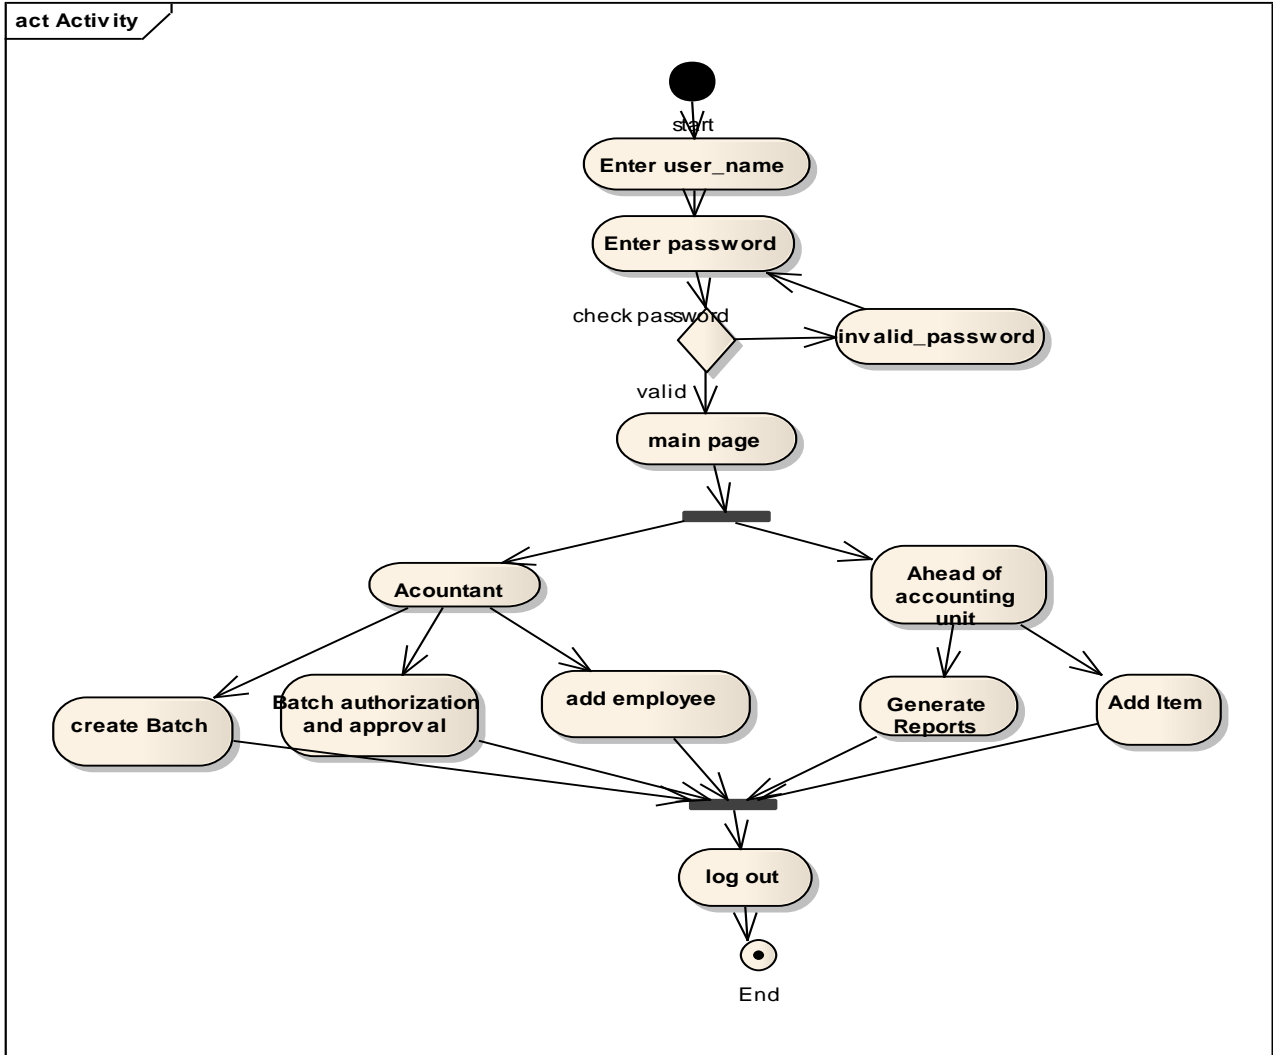 act Activity
start
Enter user_name
Enter password
check password
invalid_password
valid
main page
Acountant
Ahead of
accounting
unit
create Batch
Batch authorization
and approval
add employee
Generate
Reports
Add Item
log out
End